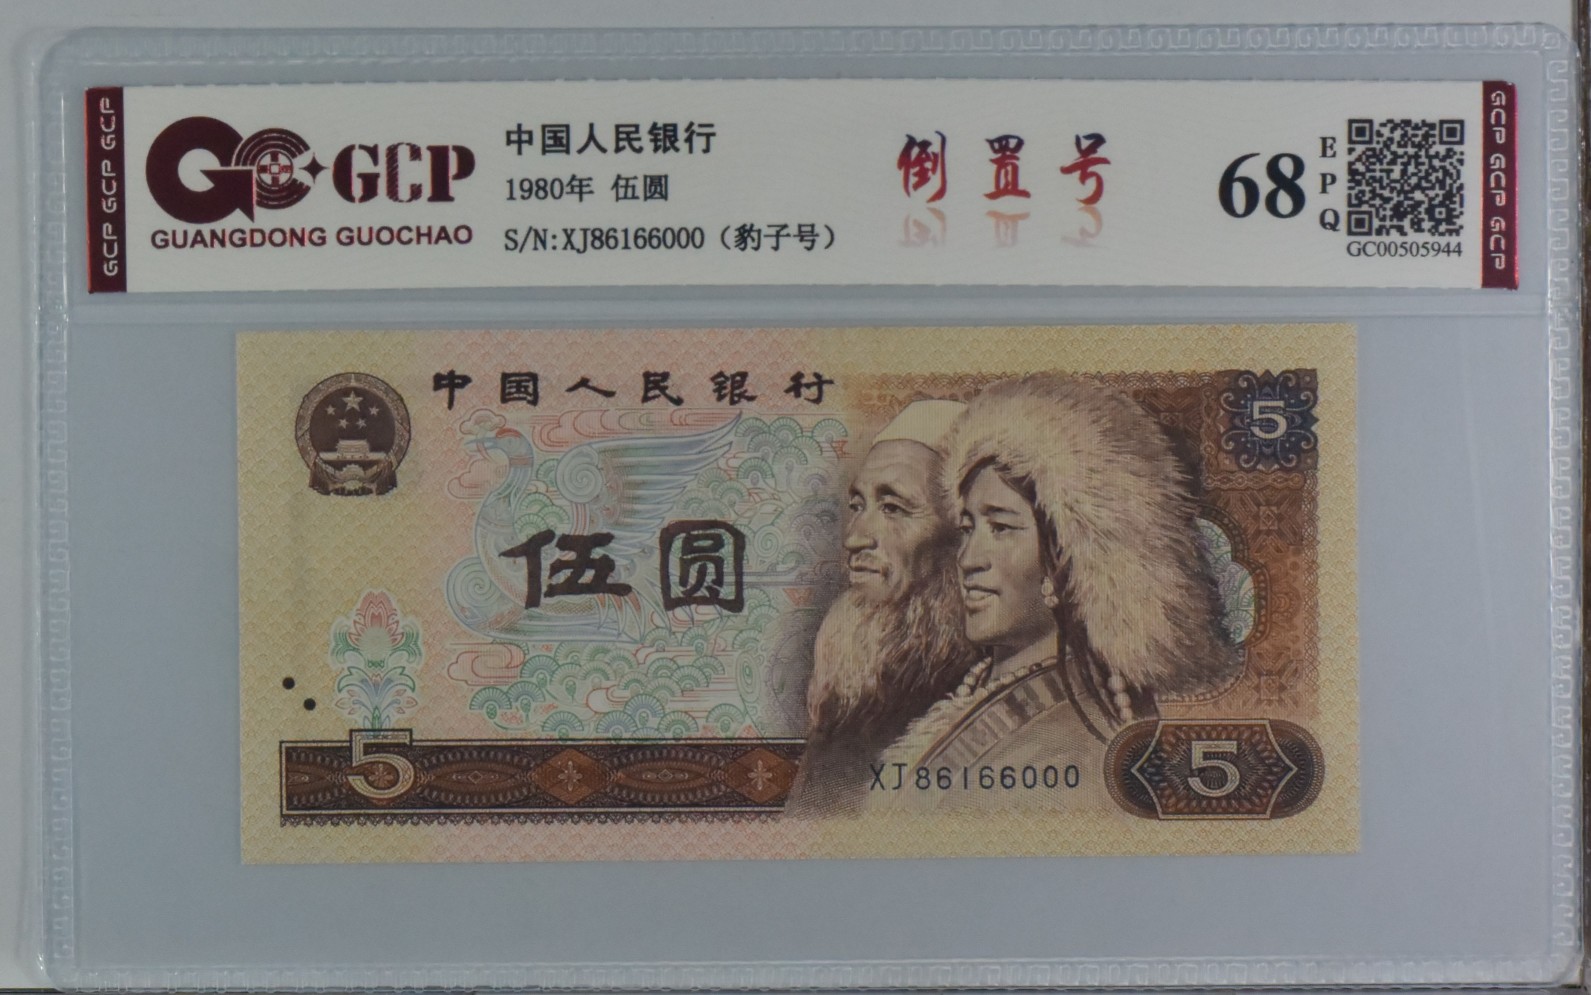 GCP GCP GCP
GCP
GUANGDONG GUOCHAO
中国人民银行
1980年 伍圆
S/N:XJ86166000（豹子号）
倒置号
68
EPQ
GC00505944
GCP GCP GCP
中国人民银行
5
伍圆
5
XJ86166000
5